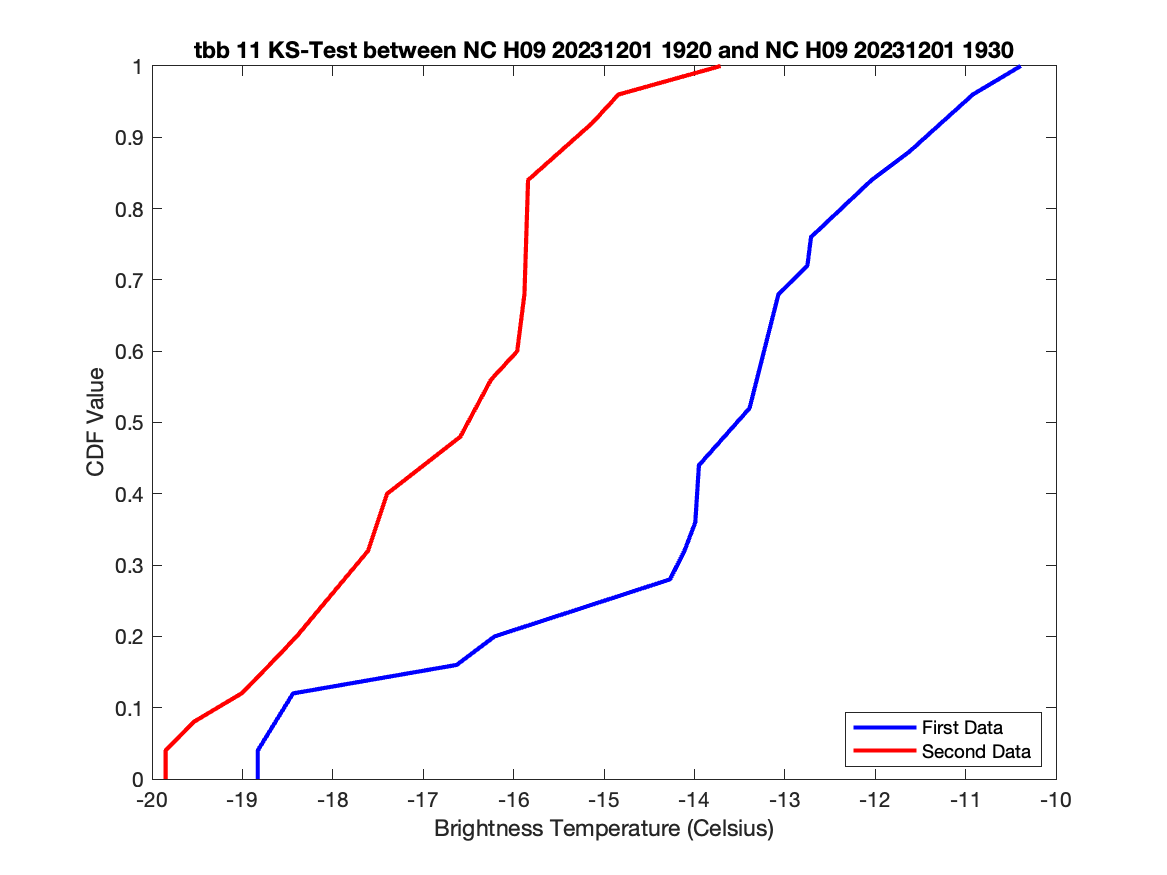 tbb 11 KS-Test between NC H09 20231201 1920 and NC H09 20231201 1930
1
0.9
0.8
0.7
0.6
0.5
0.4
0.3
0.2
0.1
0
CDF Value
First Data
Second Data
-20 -19 -18 -17 -16 -15 -14 -13 -12 -11 -10
Brightness Temperature (Celsius)